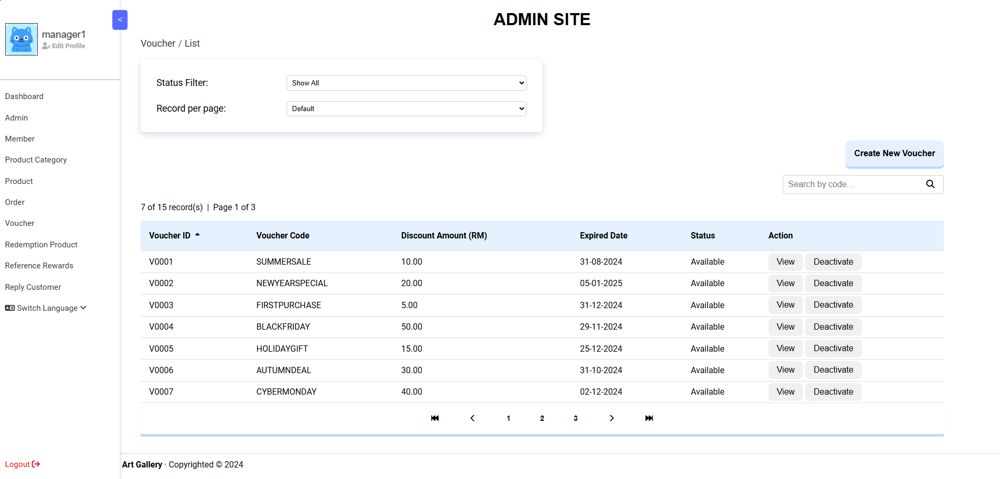 <
ADMIN SITE
manager1
Edit Profile
Dashboard
Admin
Member
Product Category
Product
Order
Voucher
Redemption Product
Reference Rewards
Reply Customer
Switch Language
Logout
Voucher / List
Status Filter: Show All
Record per page: Default
Create New Voucher
Search by code...
7 of 15 record(s) | Page 1 of 3
Voucher ID Voucher Code Discount Amount (RM) Expired Date Status Action
V0001 SUMMERSALE 10.00 31-08-2024 Available View Deactivate
V0002 NEWYEARSPECIAL 20.00 05-01-2025 Available View Deactivate
V0003 FIRSTPURCHASE 5.00 31-12-2024 Available View Deactivate
V0004 BLACKFRIDAY 50.00 29-11-2024 Available View Deactivate
V0005 HOLIDAYGIFT 15.00 25-12-2024 Available View Deactivate
V0006 AUTUMNDEAL 30.00 31-10-2024 Available View Deactivate
V0007 CYBERMONDAY 40.00 02-12-2024 Available View Deactivate
1 2 3
Art Gallery · Copyrighted © 2024